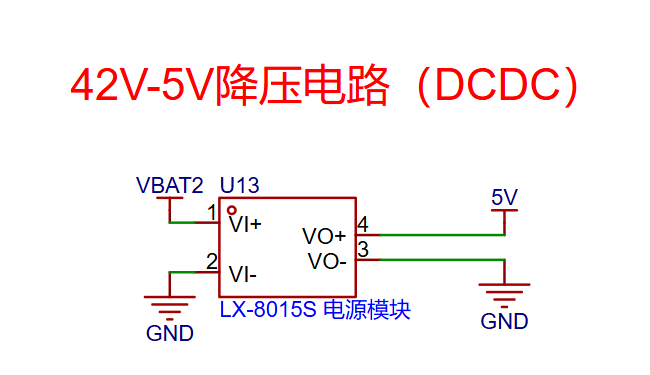 42V-5V降压电路（DCDC）
VBAT2 U13
5V
1 VI+
VO+ 4
2 VI-
VO- 3
GND
LX-8015S 电源模块
GND